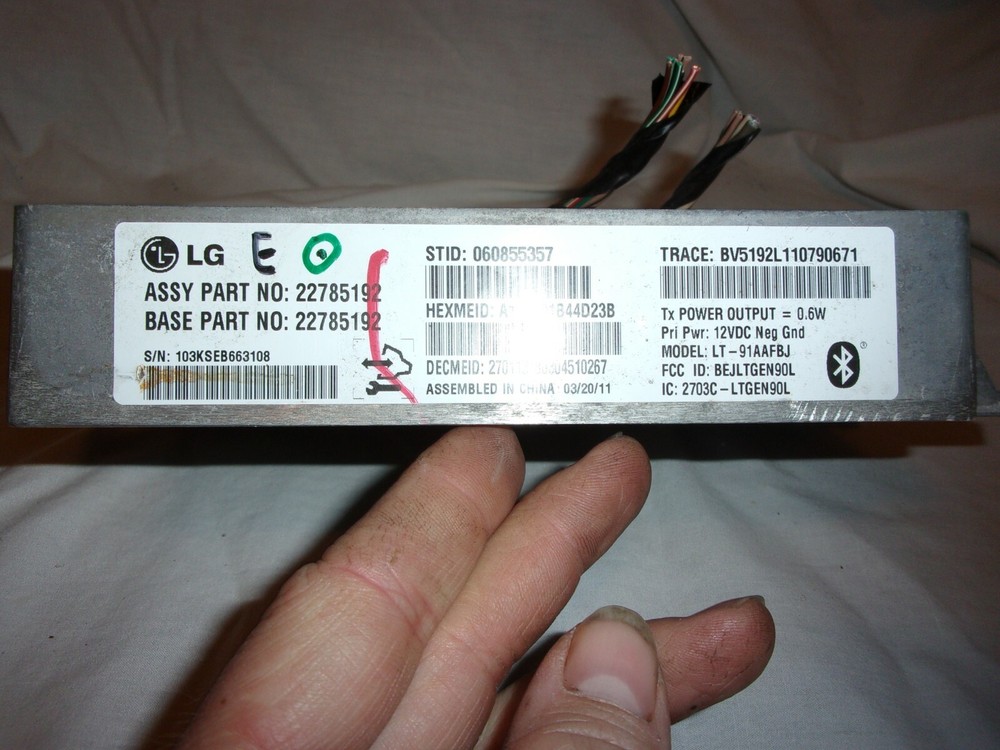 LG E O
ASSY PART NO: 22785192
BASE PART NO: 22785192
S/N: 103KSEB663108
STID: 060855357
HEXMEID:
DECMEID:
ASSEMBLED IN CHINA 03/20/11
TRACE: BV5192L110790671
Tx POWER OUTPUT = 0.6W
Pri Pwr: 12VDC Neg Gnd
MODEL: LT-91AAFBJ
FCC ID: BEJLTGEN90L
IC: 2703C-LTGEN90L